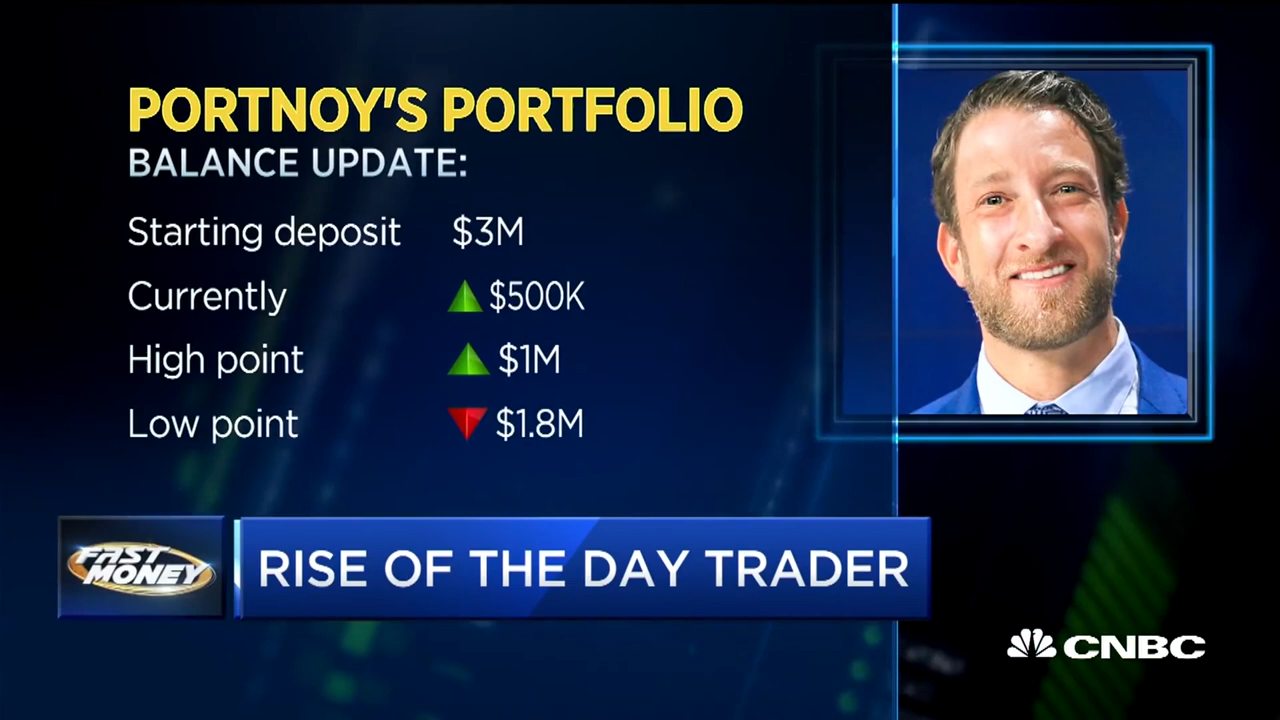 PORTNOY'S PORTFOLIO
BALANCE UPDATE:
Starting deposit $3M
Currently $500K
High point $1M
Low point $1.8M
FAST MONEY
RISE OF THE DAY TRADER
CNBC